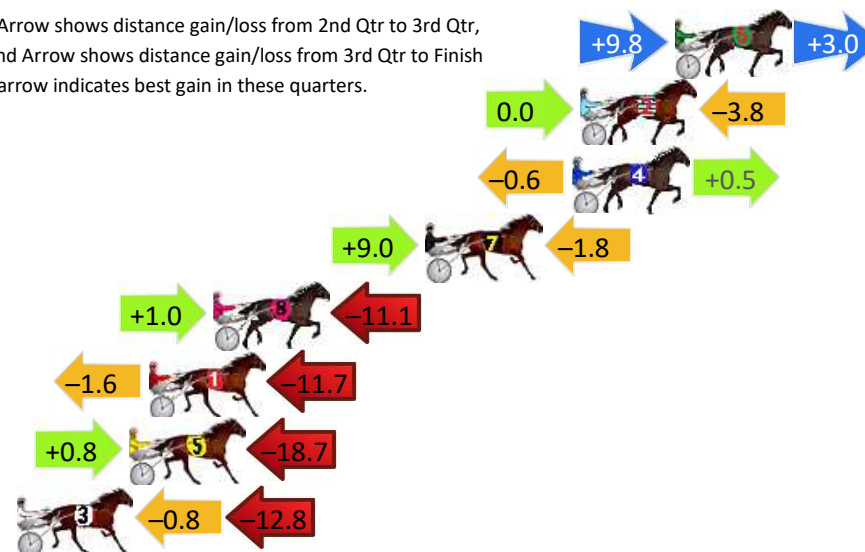 Arrow shows distance gain/loss from 2nd Qtr to 3rd Qtr,
nd Arrow shows distance gain/loss from 3rd Qtr to Finish
arrow indicates best gain in these quarters.
+9.8 6 +3.0
0.0 2 –3.8
–0.6 4 +0.5
+9.0 7 –1.8
+1.0 8 –11.1
–1.6 1 –11.7
+0.8 5 –18.7
3 –0.8 –12.8